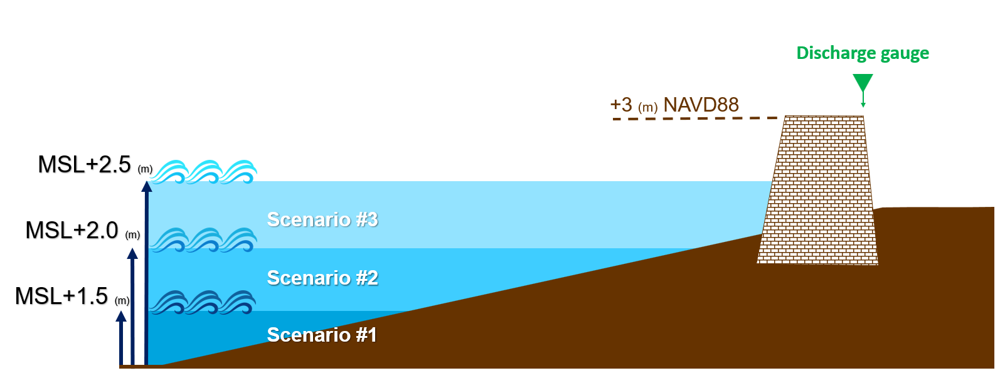 Discharge gauge
+3 (m) NAVD88
MSL+2.5 (m)
Scenario #3
MSL+2.0 (m)
Scenario #2
MSL+1.5 (m)
Scenario #1